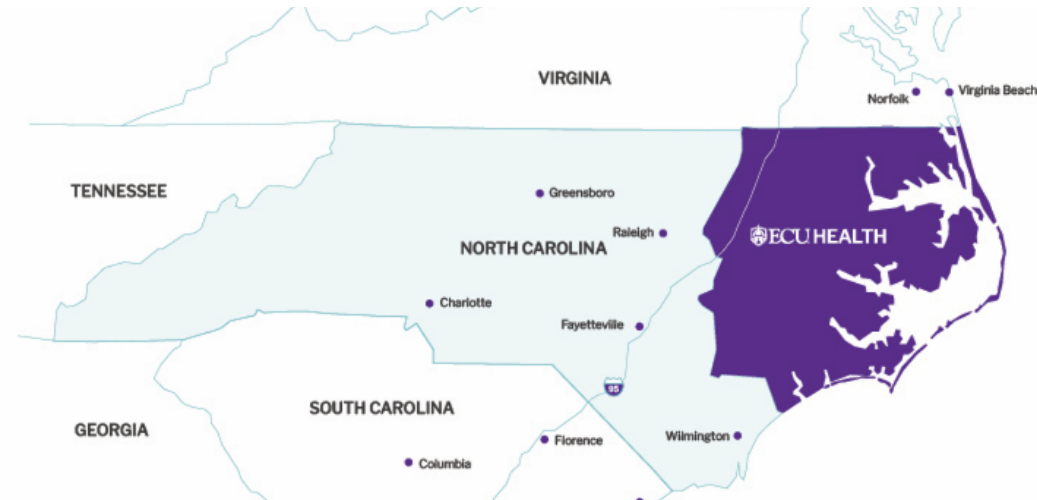 VIRGINIA
Norfolk
Virginia Beach
TENNESSEE
Greensboro
Raleigh
ECU HEALTH
NORTH CAROLINA
Charlotte
Fayetteville
95
SOUTH CAROLINA
GEORGIA
Florence
Wilmington
Columbia